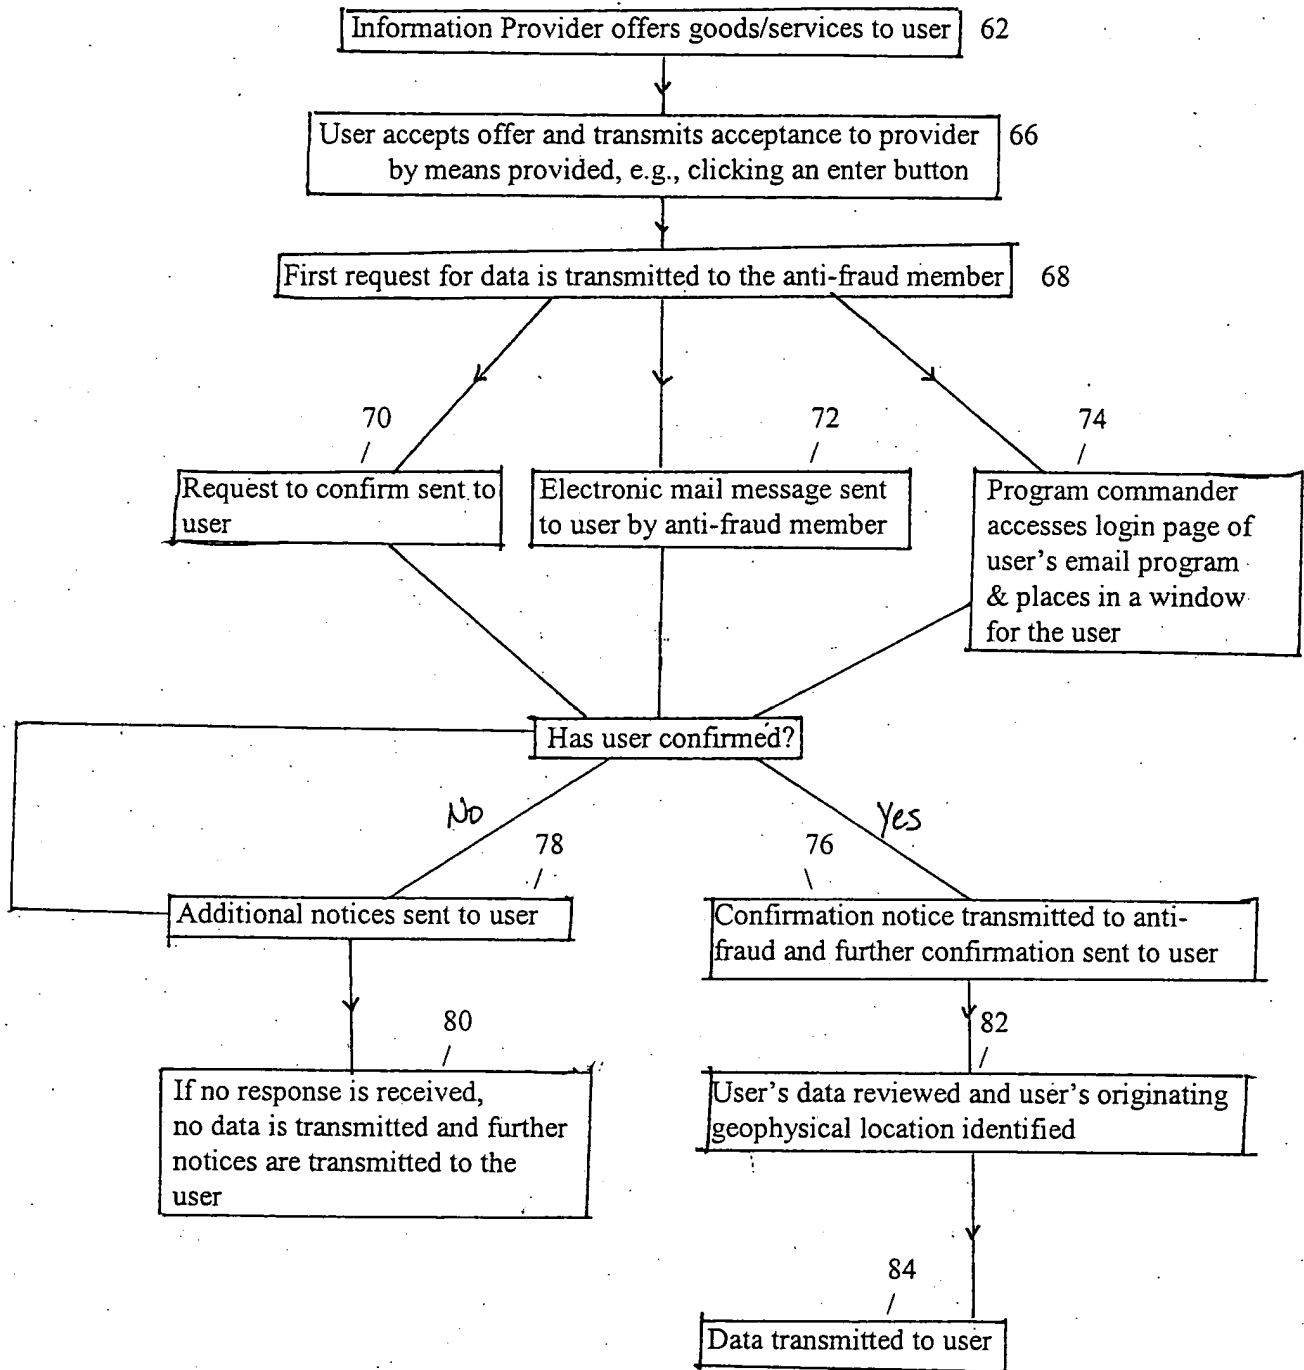 Information Provider offers goods/services to user 62
User accepts offer and transmits acceptance to provider 66
by means provided, e.g., clicking an enter button
First request for data is transmitted to the anti-fraud member 68
70
72
74
Request to confirm sent to
user
Electronic mail message sent
to user by anti-fraud member
Program commander
accesses login page of
user's email program
& places in a window
for the user
Has user confirmed?
No
Yes
78
76
Additional notices sent to user
Confirmation notice transmitted to anti-
fraud and further confirmation sent to user
80
82
If no response is received,
no data is transmitted and further
notices are transmitted to the
user
User's data reviewed and user's originating
geophysical location identified
84
Data transmitted to user